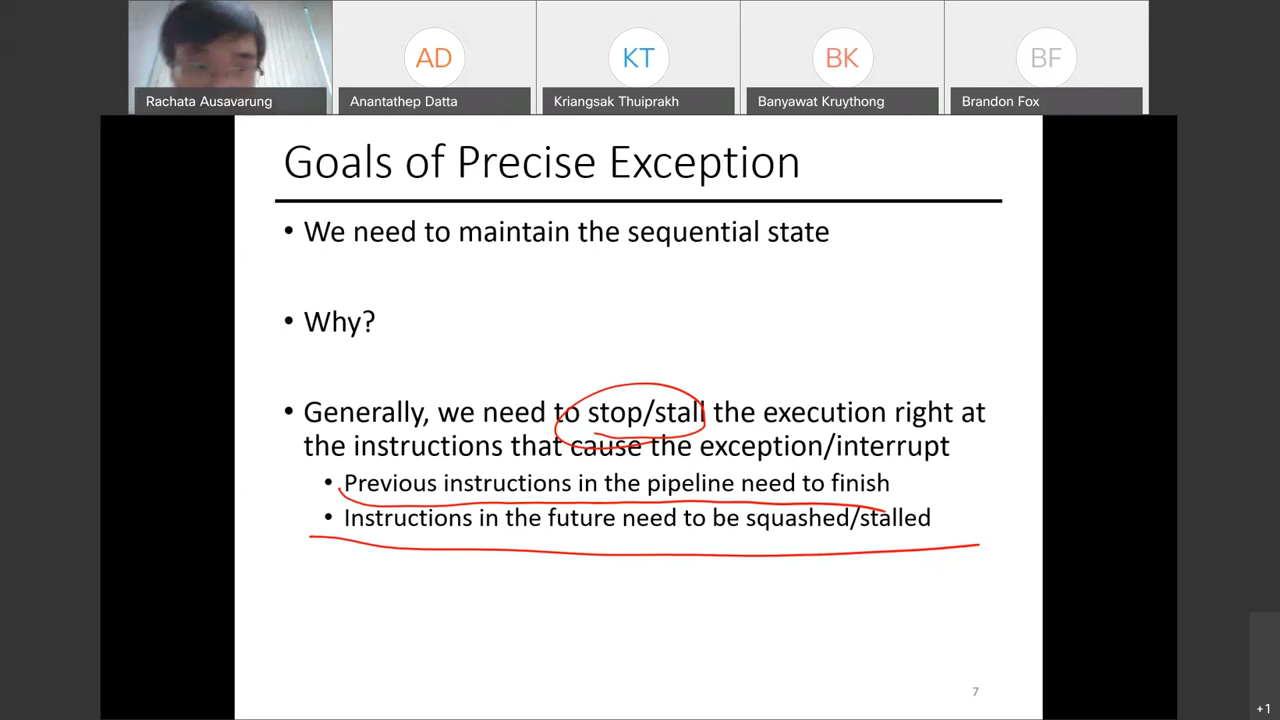 AD
KT
BK
BF
Rachata Ausavarung
Anantathep Datta
Kriangsak Thuiprakh
Banyawat Kruythong
Brandon Fox
Goals of Precise Exception
• We need to maintain the sequential state
• Why?
• Generally, we need to stop/stall the execution right at
the instructions that cause the exception/interrupt
• Previous instructions in the pipeline need to finish
• Instructions in the future need to be squashed/stalled
7
+1